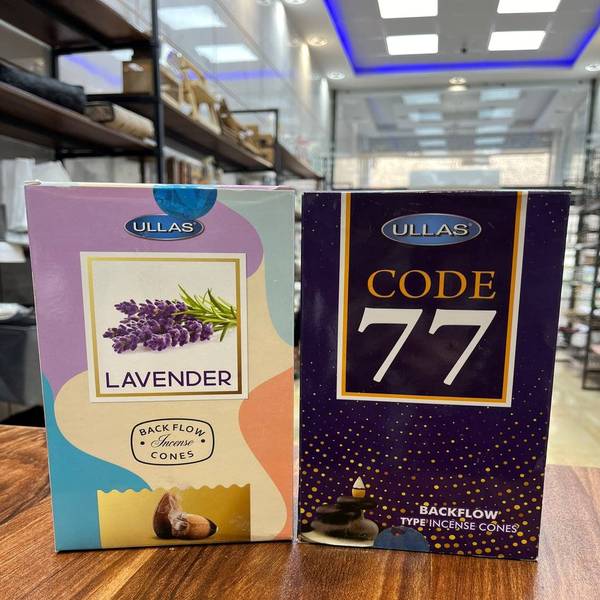 ULLAS
LAVENDER
BACK FLOW
Incense
CONES
ULLAS
CODE
77
BACKFLOW
TYPE INCENSE CONES